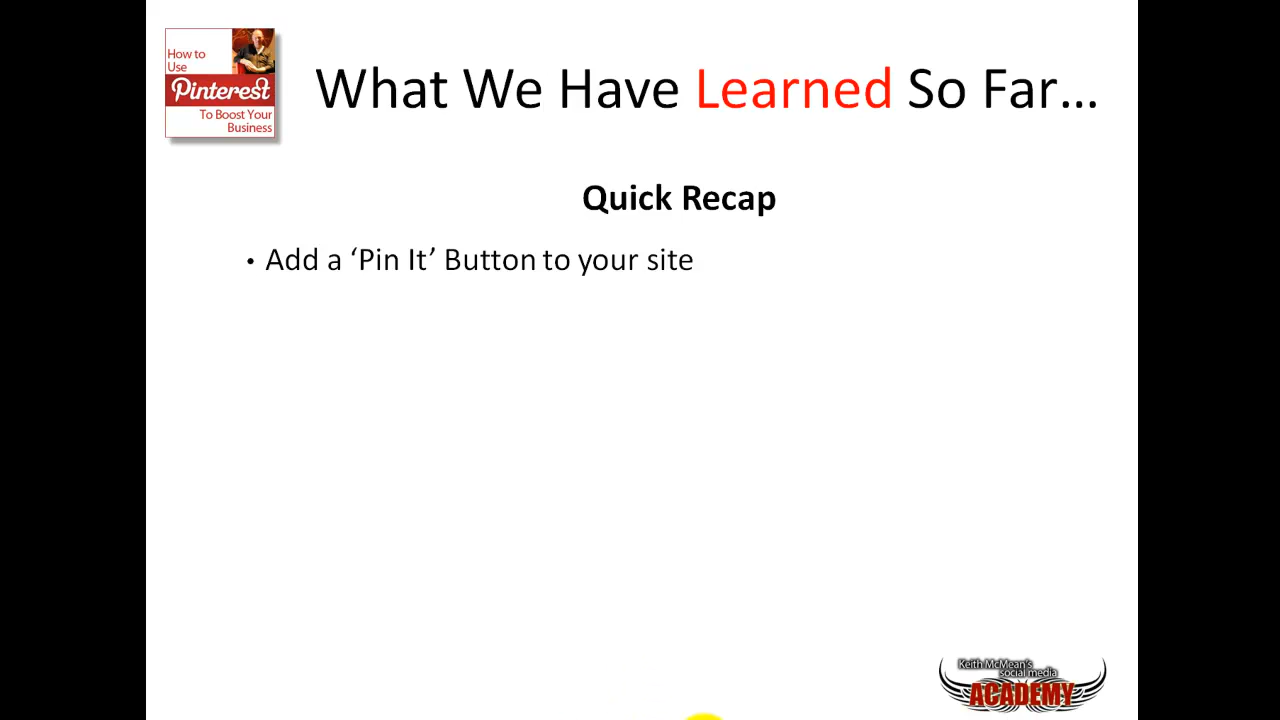 How to
Use
Pinterest
To Boost Your
Business
What We Have Learned So Far...
Quick Recap
• Add a ‘Pin It’ Button to your site
Keith McMean's
social media
ACADEMY